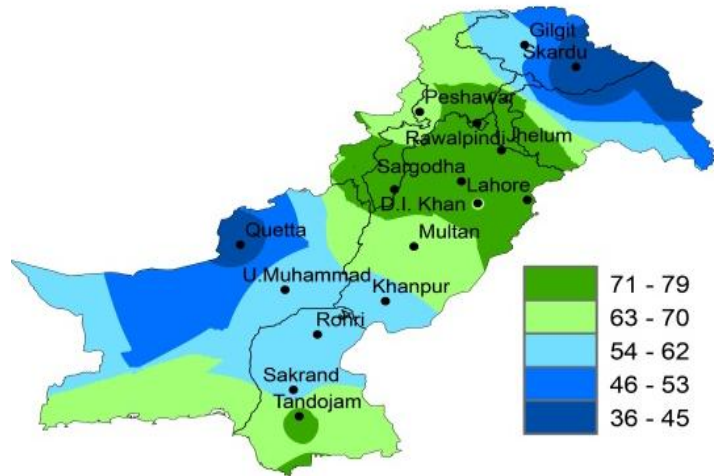 Gilgit
Skardu
Peshawar
Rawalpindi
Jhelum
Sargodha
Lahore
D.I. Khan
Quetta
Multan
U.Muhammad
Khanpur
Rohri
Sakrand
Tandojam
71 - 79
63 - 70
54 - 62
46 - 53
36 - 45